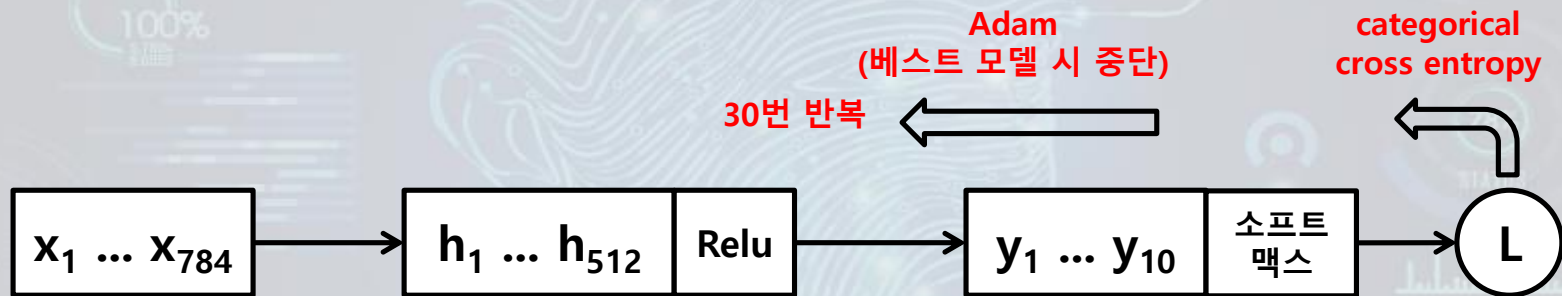 100%
Adam
(베스트 모델 시 중단)
categorical
cross entropy
30번 반복
x₁ ... x₇₈₄
h₁ ... h₅₁₂
Relu
y₁ ... y₁₀
소프트
맥스
L